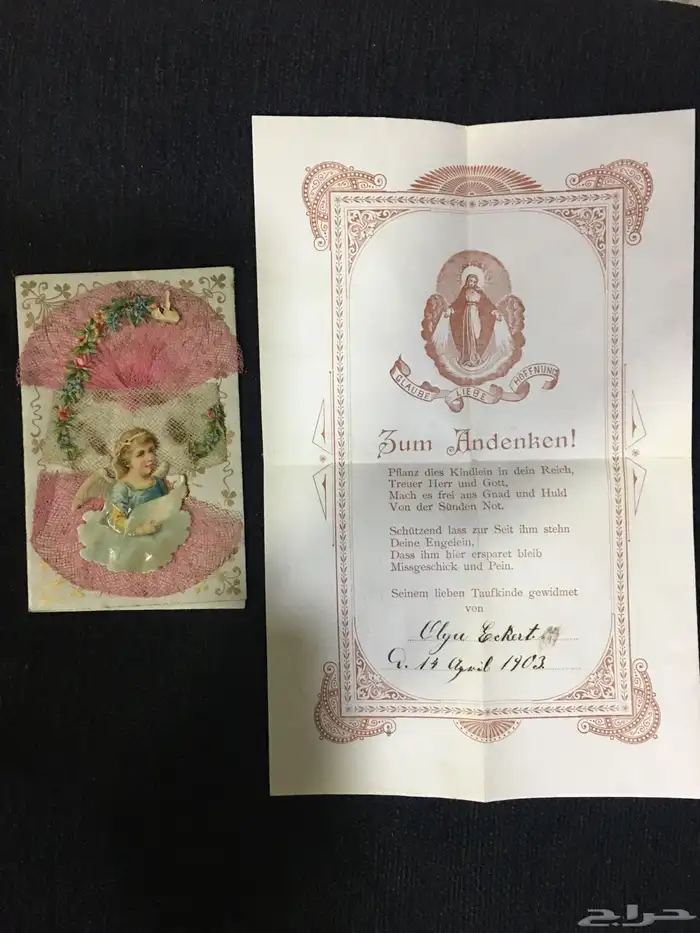 GLAUBE LIEBE HOFFNUNG
Zum Andenken!
Pflanz dies Kindlein in dein Reich,
Treuer Herr und Gott,
Mach es frei aus Gnad und Huld
Von der Sünden Not.
Schützend lass zur Seit ihm stehn
Deine Engelein,
Dass ihm hier ersparet bleib
Missgeschick und Pein.
Seinem lieben Taufkinde gewidmet
von
Olga Eckert.
d. 14 April 1903.
حراج